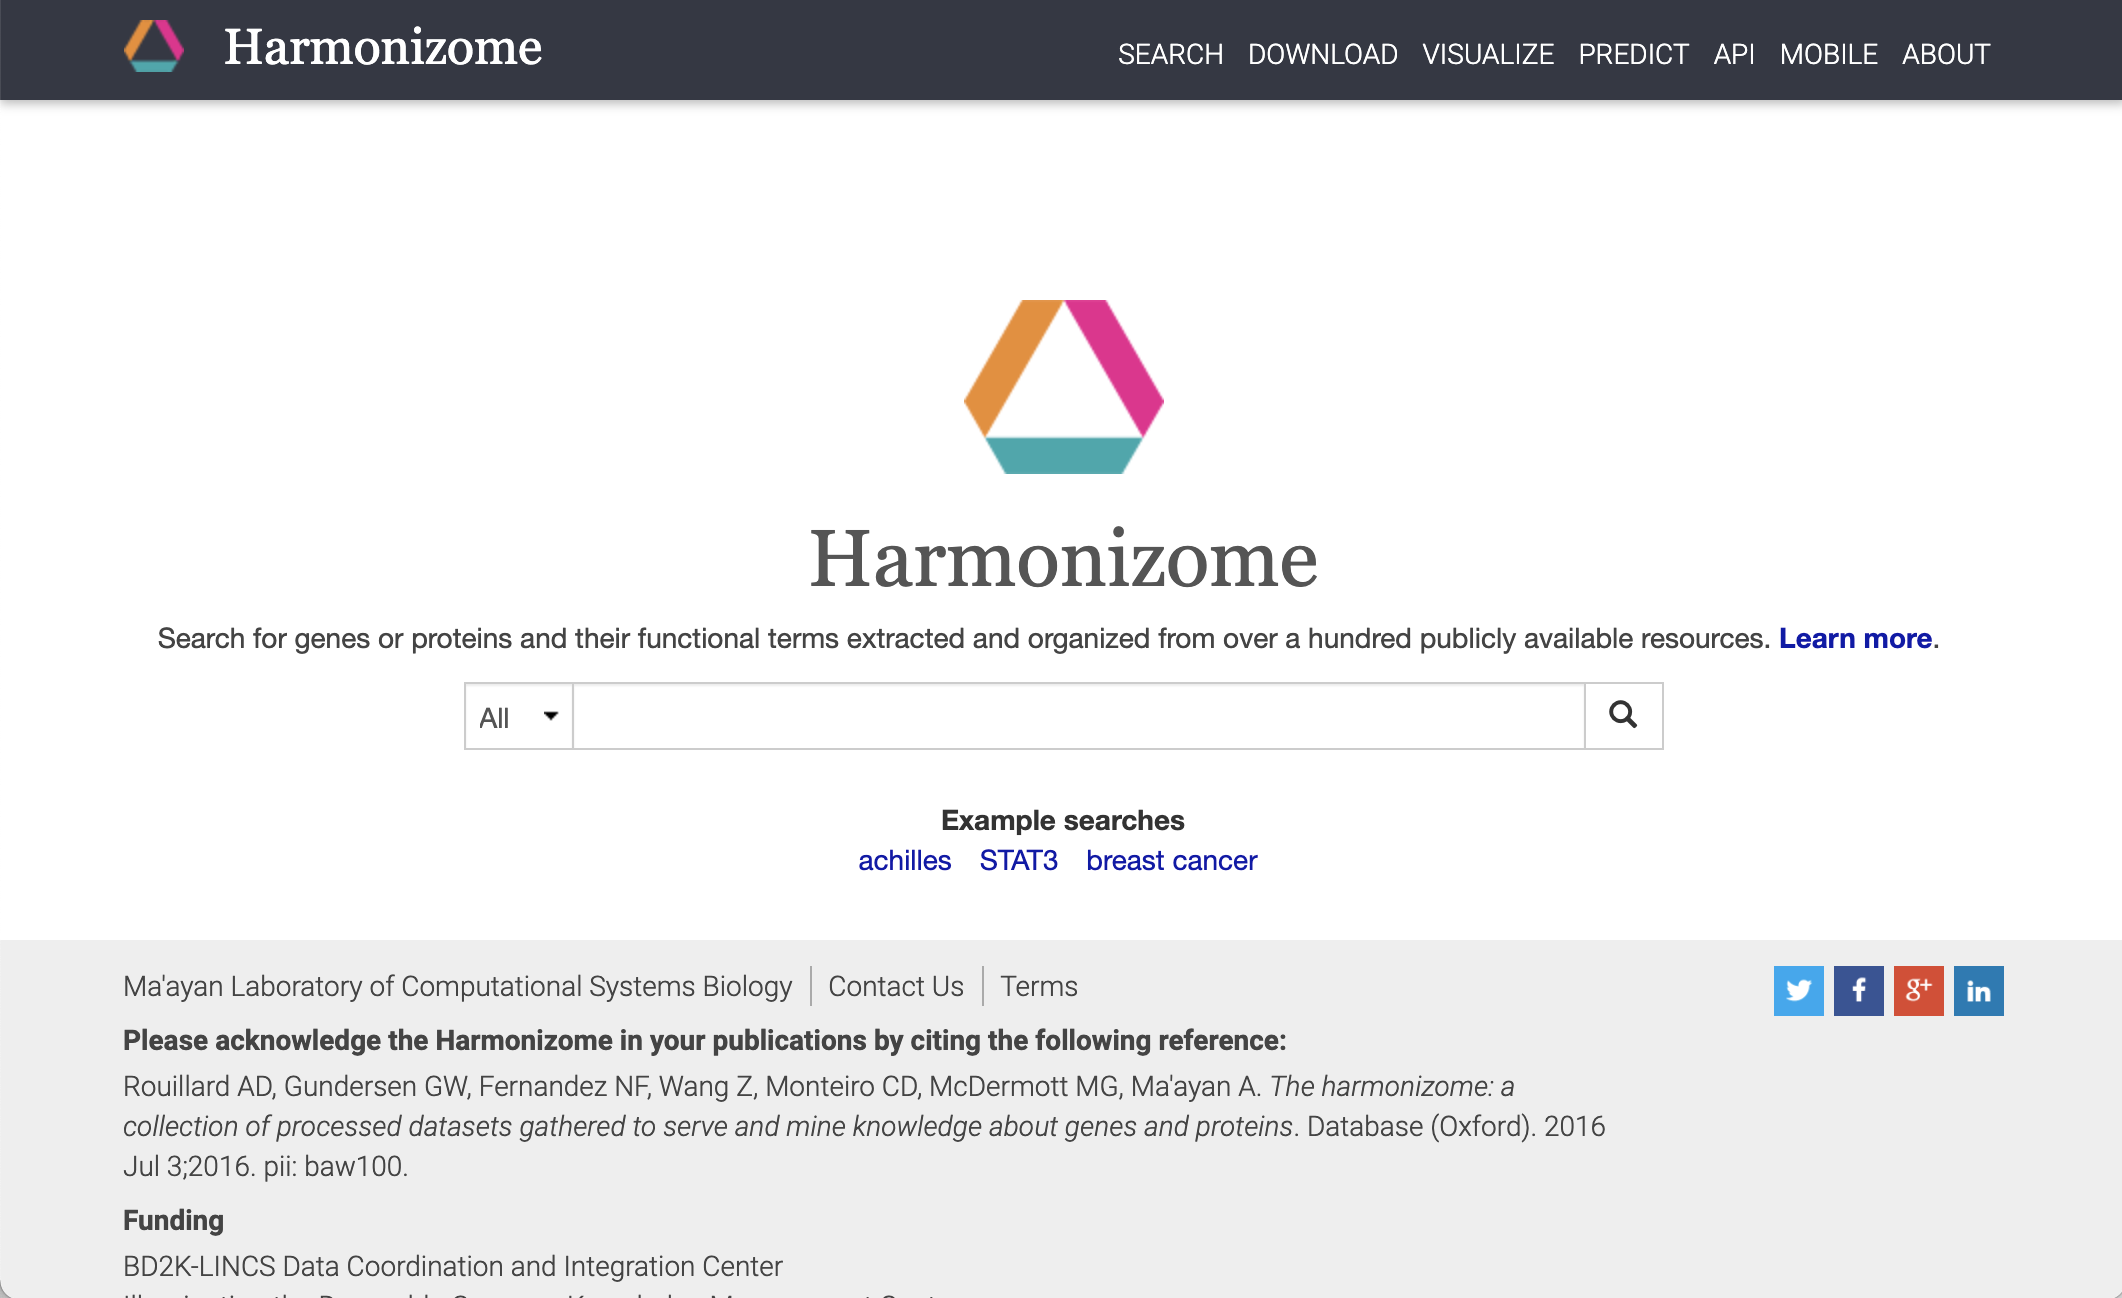 Harmonizome
SEARCH DOWNLOAD VISUALIZE PREDICT API MOBILE ABOUT
Harmonizome
Search for genes or proteins and their functional terms extracted and organized from over a hundred publicly available resources. Learn more.
All
Example searches
achilles STAT3 breast cancer
Ma'ayan Laboratory of Computational Systems Biology | Contact Us | Terms
f g+ in
Please acknowledge the Harmonizome in your publications by citing the following reference:
Rouillard AD, Gundersen GW, Fernandez NF, Wang Z, Monteiro CD, McDermott MG, Ma'ayan A. The harmonizome: a
collection of processed datasets gathered to serve and mine knowledge about genes and proteins. Database (Oxford). 2016
Jul 3;2016. pii: baw100.
Funding
BD2K-LINCS Data Coordination and Integration Center